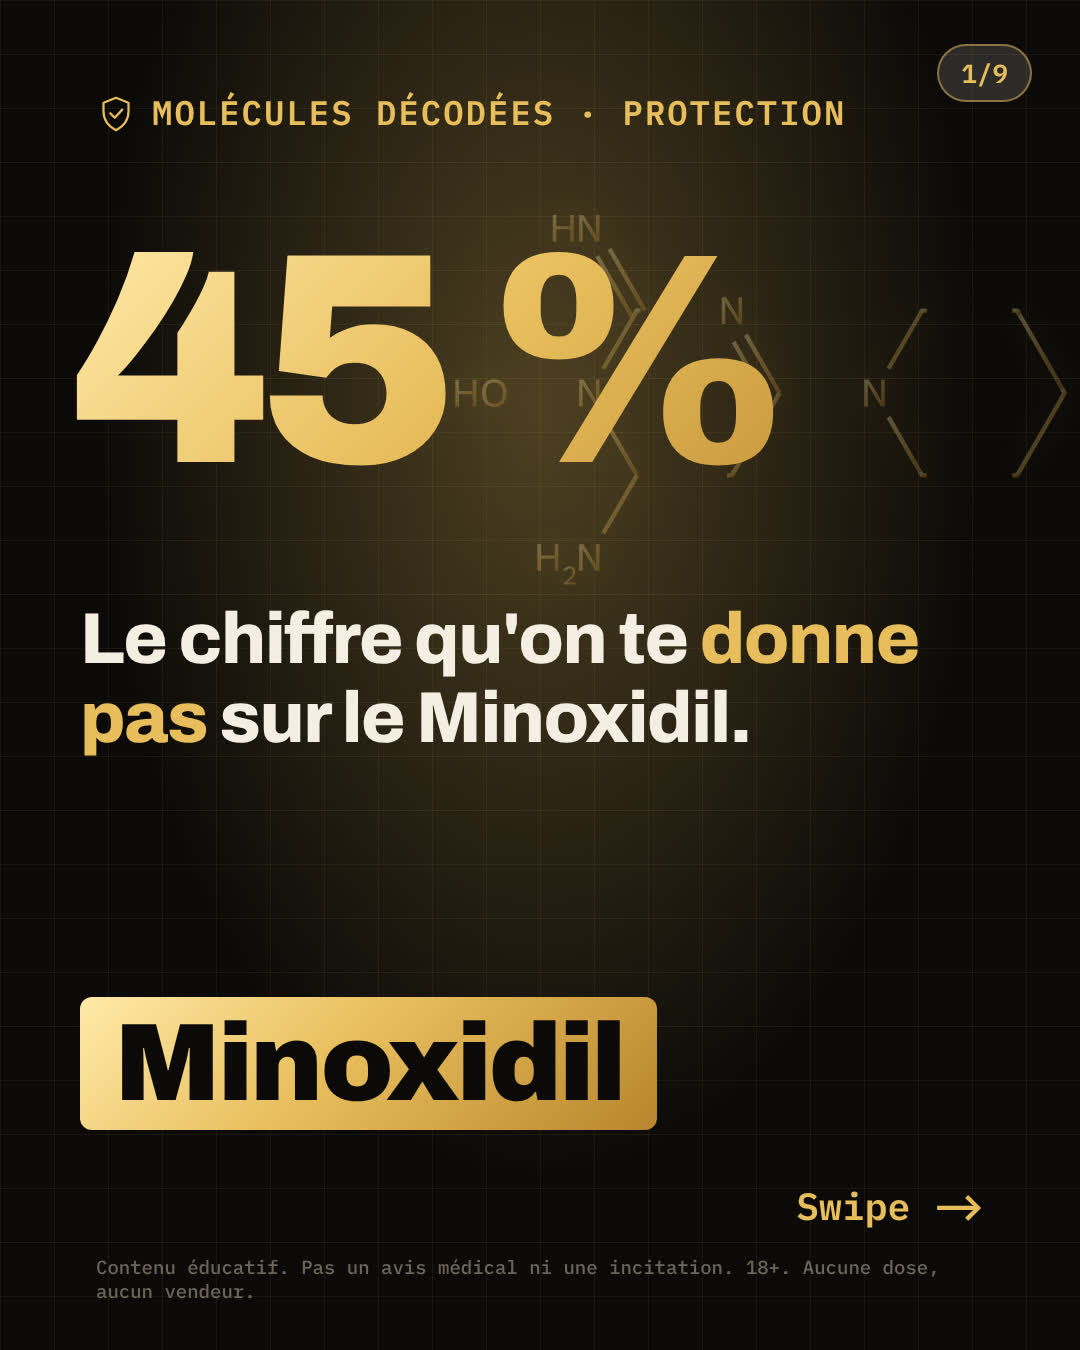 1/9
MOLÉCULES DÉCODÉES · PROTECTION
45 %
HN
N
HO
N
N
H₂N
Le chiffre qu'on te donne
pas sur le Minoxidil.
Minoxidil
Swipe →
Contenu éducatif. Pas un avis médical ni une incitation. 18+. Aucune dose,
aucun vendeur.